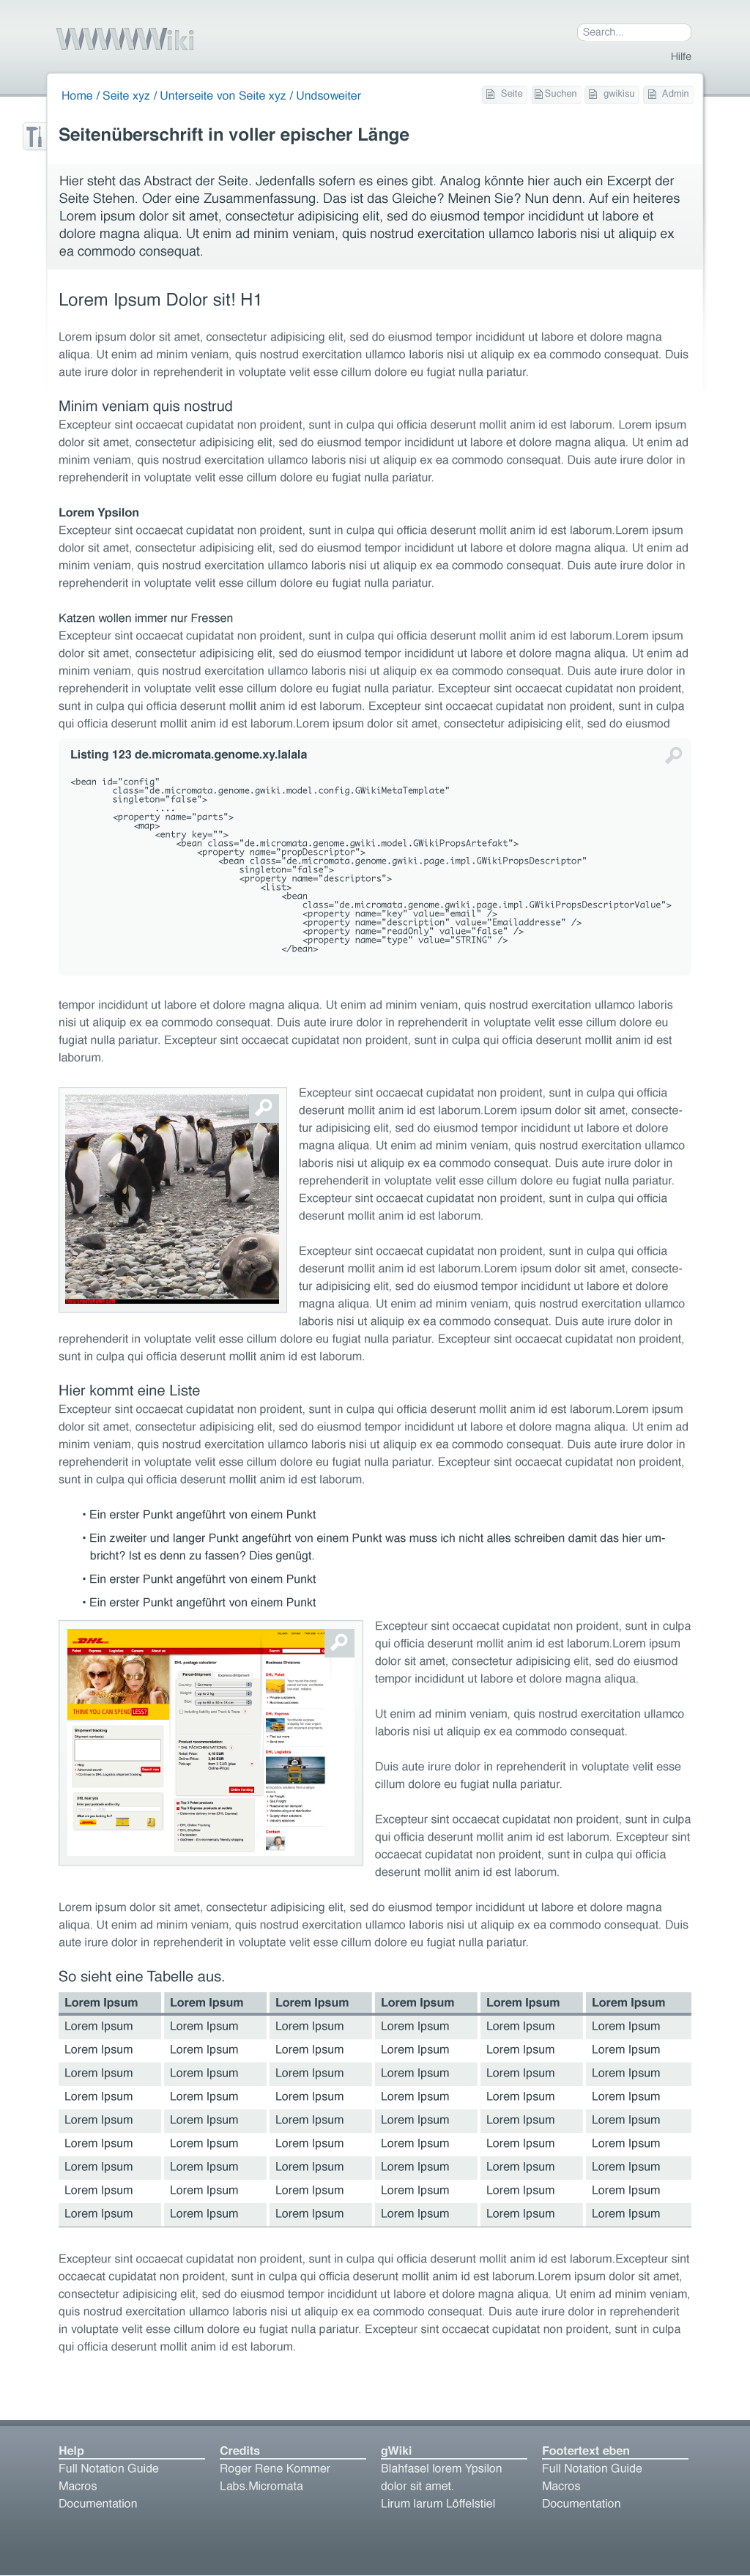 WWWWiki
Search...
Hilfe
Home / Seite xyz / Unterseite von Seite xyz / Undsoweiter
Seite Suchen gwikisu Admin
Seitenüberschrift in voller epischer Länge
Hier steht das Abstract der Seite. Jedenfalls sofern es eines gibt. Analog könnte hier auch ein Excerpt der
Seite Stehen. Oder eine Zusammenfassung. Das ist das Gleiche? Meinen Sie? Nun denn. Auf ein heiteres
Lorem ipsum dolor sit amet, consectetur adipisicing elit, sed do eiusmod tempor incididunt ut labore et
dolore magna aliqua. Ut enim ad minim veniam, quis nostrud exercitation ullamco laboris nisi ut aliquip ex
ea commodo consequat.
Lorem Ipsum Dolor sit! H1
Lorem ipsum dolor sit amet, consectetur adipisicing elit, sed do eiusmod tempor incididunt ut labore et dolore magna
aliqua. Ut enim ad minim veniam, quis nostrud exercitation ullamco laboris nisi ut aliquip ex ea commodo consequat. Duis
aute irure dolor in reprehenderit in voluptate velit esse cillum dolore eu fugiat nulla pariatur.
Minim veniam quis nostrud
Excepteur sint occaecat cupidatat non proident, sunt in culpa qui officia deserunt mollit anim id est laborum. Lorem ipsum
dolor sit amet, consectetur adipisicing elit, sed do eiusmod tempor incididunt ut labore et dolore magna aliqua. Ut enim ad
minim veniam, quis nostrud exercitation ullamco laboris nisi ut aliquip ex ea commodo consequat. Duis aute irure dolor in
reprehenderit in voluptate velit esse cillum dolore eu fugiat nulla pariatur.
Lorem Ypsilon
Excepteur sint occaecat cupidatat non proident, sunt in culpa qui officia deserunt mollit anim id est laborum.Lorem ipsum
dolor sit amet, consectetur adipisicing elit, sed do eiusmod tempor incididunt ut labore et dolore magna aliqua. Ut enim ad
minim veniam, quis nostrud exercitation ullamco laboris nisi ut aliquip ex ea commodo consequat. Duis aute irure dolor in
reprehenderit in voluptate velit esse cillum dolore eu fugiat nulla pariatur.
Katzen wollen immer nur Fressen
Excepteur sint occaecat cupidatat non proident, sunt in culpa qui officia deserunt mollit anim id est laborum.Lorem ipsum
dolor sit amet, consectetur adipisicing elit, sed do eiusmod tempor incididunt ut labore et dolore magna aliqua. Ut enim ad
minim veniam, quis nostrud exercitation ullamco laboris nisi ut aliquip ex ea commodo consequat. Duis aute irure dolor in
reprehenderit in voluptate velit esse cillum dolore eu fugiat nulla pariatur. Excepteur sint occaecat cupidatat non proident,
sunt in culpa qui officia deserunt mollit anim id est laborum. Excepteur sint occaecat cupidatat non proident, sunt in culpa
qui officia deserunt mollit anim id est laborum.Lorem ipsum dolor sit amet, consectetur adipisicing elit, sed do eiusmod
Listing 123 de.micromata.genome.xy.lalala
<bean id="config"
class="de.micromata.genome.gwiki.model.config.GWikiMetaTemplate"
singleton="false">
....
<property name="parts">
<map>
<entry key="">
<bean class="de.micromata.genome.gwiki.model.GWikiPropsArtefakt">
<property name="propDescriptor">
<bean class="de.micromata.genome.gwiki.page.impl.GWikiPropsDescriptor"
singleton="false">
<property name="descriptors">
<list>
<bean
class="de.micromata.genome.gwiki.page.impl.GWikiPropsDescriptorValue">
<property name="key" value="email" />
<property name="description" value="Emailaddresse" />
<property name="readOnly" value="false" />
<property name="type" value="STRING" />
</bean>
tempor incididunt ut labore et dolore magna aliqua. Ut enim ad minim veniam, quis nostrud exercitation ullamco laboris
nisi ut aliquip ex ea commodo consequat. Duis aute irure dolor in reprehenderit in voluptate velit esse cillum dolore eu
fugiat nulla pariatur. Excepteur sint occaecat cupidatat non proident, sunt in culpa qui officia deserunt mollit anim id est
laborum.
Excepteur sint occaecat cupidatat non proident, sunt in culpa qui officia
deserunt mollit anim id est laborum.Lorem ipsum dolor sit amet, consecte-
tur adipisicing elit, sed do eiusmod tempor incididunt ut labore et dolore
magna aliqua. Ut enim ad minim veniam, quis nostrud exercitation ullamco
laboris nisi ut aliquip ex ea commodo consequat. Duis aute irure dolor in
reprehenderit in voluptate velit esse cillum dolore eu fugiat nulla pariatur.
Excepteur sint occaecat cupidatat non proident, sunt in culpa qui officia
deserunt mollit anim id est laborum.
Excepteur sint occaecat cupidatat non proident, sunt in culpa qui officia
deserunt mollit anim id est laborum.Lorem ipsum dolor sit amet, consecte-
tur adipisicing elit, sed do eiusmod tempor incididunt ut labore et dolore
magna aliqua. Ut enim ad minim veniam, quis nostrud exercitation ullamco
laboris nisi ut aliquip ex ea commodo consequat. Duis aute irure dolor in
reprehenderit in voluptate velit esse cillum dolore eu fugiat nulla pariatur. Excepteur sint occaecat cupidatat non proident,
sunt in culpa qui officia deserunt mollit anim id est laborum.
Hier kommt eine Liste
Excepteur sint occaecat cupidatat non proident, sunt in culpa qui officia deserunt mollit anim id est laborum.Lorem ipsum
dolor sit amet, consectetur adipisicing elit, sed do eiusmod tempor incididunt ut labore et dolore magna aliqua. Ut enim ad
minim veniam, quis nostrud exercitation ullamco laboris nisi ut aliquip ex ea commodo consequat. Duis aute irure dolor in
reprehenderit in voluptate velit esse cillum dolore eu fugiat nulla pariatur. Excepteur sint occaecat cupidatat non proident,
sunt in culpa qui officia deserunt mollit anim id est laborum.
• Ein erster Punkt angeführt von einem Punkt
• Ein zweiter und langer Punkt angeführt von einem Punkt was muss ich nicht alles schreiben damit das hier um-
bricht? Ist es denn zu fassen? Dies genügt.
• Ein erster Punkt angeführt von einem Punkt
• Ein erster Punkt angeführt von einem Punkt
DHL
THINK YOU CAN SPEND LESS?
DHL postage calculator
Business Divisions
Shipment tracking
Product recommendation:
DHL Paket
DHL Express
DHL Logistics
Contact
Excepteur sint occaecat cupidatat non proident, sunt in culpa
qui officia deserunt mollit anim id est laborum.Lorem ipsum
dolor sit amet, consectetur adipisicing elit, sed do eiusmod
tempor incididunt ut labore et dolore magna aliqua.
Ut enim ad minim veniam, quis nostrud exercitation ullamco
laboris nisi ut aliquip ex ea commodo consequat.
Duis aute irure dolor in reprehenderit in voluptate velit esse
cillum dolore eu fugiat nulla pariatur.
Excepteur sint occaecat cupidatat non proident, sunt in culpa
qui officia deserunt mollit anim id est laborum. Excepteur sint
occaecat cupidatat non proident, sunt in culpa qui officia
deserunt mollit anim id est laborum.
Lorem ipsum dolor sit amet, consectetur adipisicing elit, sed do eiusmod tempor incididunt ut labore et dolore magna
aliqua. Ut enim ad minim veniam, quis nostrud exercitation ullamco laboris nisi ut aliquip ex ea commodo consequat. Duis
aute irure dolor in reprehenderit in voluptate velit esse cillum dolore eu fugiat nulla pariatur.
So sieht eine Tabelle aus.
Lorem Ipsum Lorem Ipsum Lorem Ipsum Lorem Ipsum Lorem Ipsum Lorem Ipsum
Lorem Ipsum Lorem Ipsum Lorem Ipsum Lorem Ipsum Lorem Ipsum Lorem Ipsum
Lorem Ipsum Lorem Ipsum Lorem Ipsum Lorem Ipsum Lorem Ipsum Lorem Ipsum
Lorem Ipsum Lorem Ipsum Lorem Ipsum Lorem Ipsum Lorem Ipsum Lorem Ipsum
Lorem Ipsum Lorem Ipsum Lorem Ipsum Lorem Ipsum Lorem Ipsum Lorem Ipsum
Lorem Ipsum Lorem Ipsum Lorem Ipsum Lorem Ipsum Lorem Ipsum Lorem Ipsum
Lorem Ipsum Lorem Ipsum Lorem Ipsum Lorem Ipsum Lorem Ipsum Lorem Ipsum
Lorem Ipsum Lorem Ipsum Lorem Ipsum Lorem Ipsum Lorem Ipsum Lorem Ipsum
Lorem Ipsum Lorem Ipsum Lorem Ipsum Lorem Ipsum Lorem Ipsum Lorem Ipsum
Lorem Ipsum Lorem Ipsum Lorem Ipsum Lorem Ipsum Lorem Ipsum Lorem Ipsum
Excepteur sint occaecat cupidatat non proident, sunt in culpa qui officia deserunt mollit anim id est laborum.Excepteur sint
occaecat cupidatat non proident, sunt in culpa qui officia deserunt mollit anim id est laborum.Lorem ipsum dolor sit amet,
consectetur adipisicing elit, sed do eiusmod tempor incididunt ut labore et dolore magna aliqua. Ut enim ad minim veniam,
quis nostrud exercitation ullamco laboris nisi ut aliquip ex ea commodo consequat. Duis aute irure dolor in reprehenderit
in voluptate velit esse cillum dolore eu fugiat nulla pariatur. Excepteur sint occaecat cupidatat non proident, sunt in culpa
qui officia deserunt mollit anim id est laborum.
Help
Full Notation Guide
Macros
Documentation
Credits
Roger Rene Kommer
Labs.Micromata
gWiki
Blahfasel lorem Ypsilon
dolor sit amet.
Lirum larum Löffelstiel
Footertext eben
Full Notation Guide
Macros
Documentation